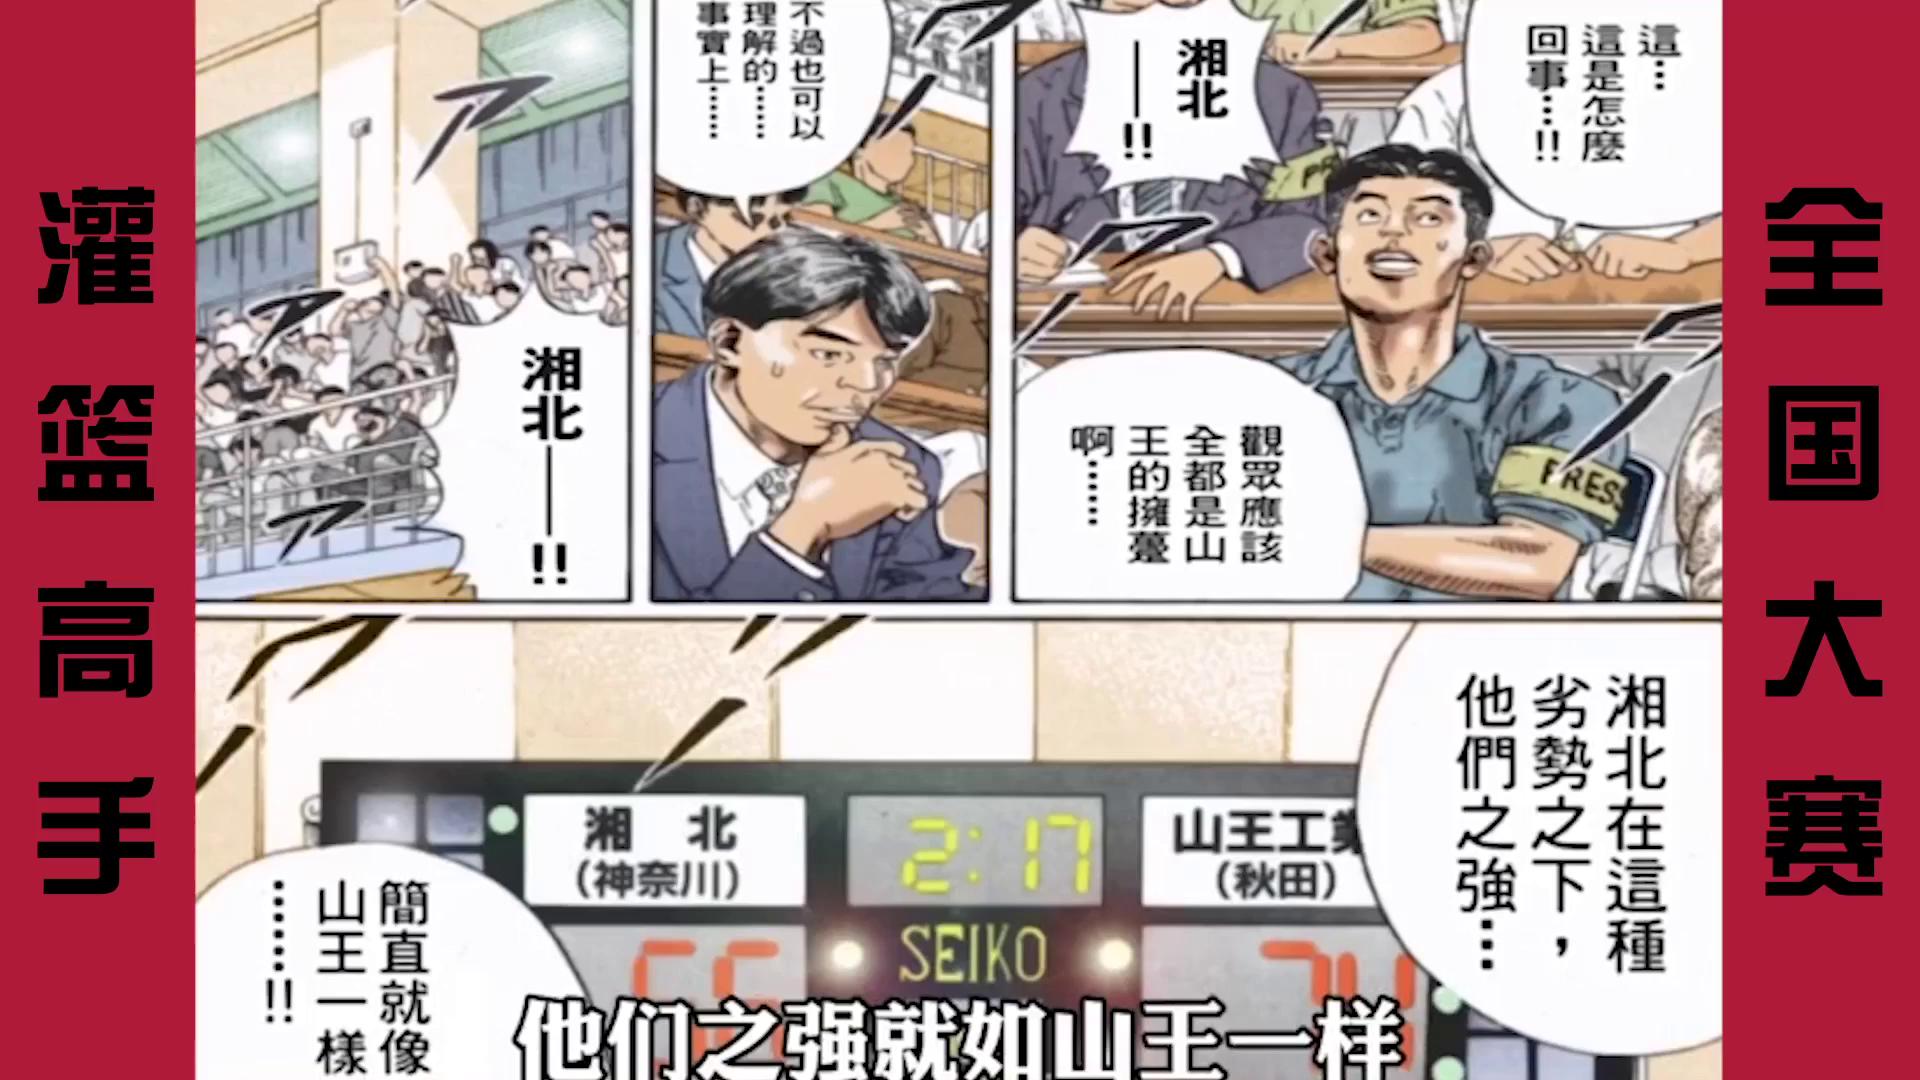 灌篮高手
全国大赛
這…
這是怎麼
回事…!!
湘北
——!!
PR
觀眾應該
全都是山
王的擁躉
啊……
PRESS
不過也可以
理解的……
事實上……
湘北——!!
湘北在這種
劣勢之下，
他們之強…
湘 北
(神奈川)
2:17
山王工業
(秋田)
SEIKO
74
簡直就像
山王一樣
……!!
他们之强就如山王一样